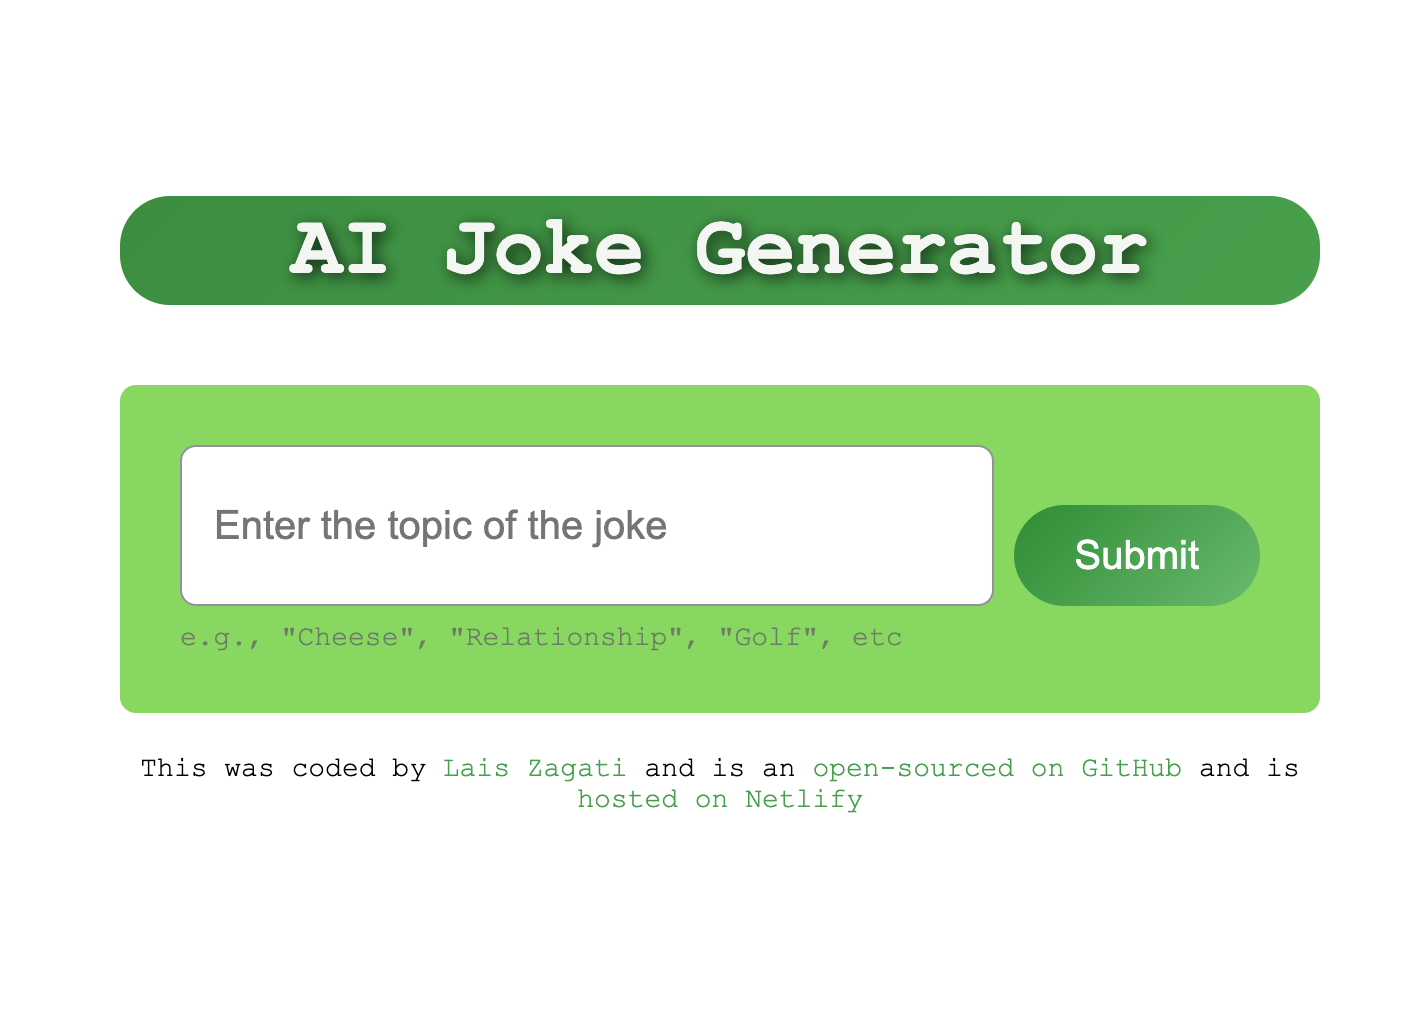 AI Joke Generator
Enter the topic of the joke
Submit
e.g., "Cheese", "Relationship", "Golf", etc
This was coded by Lais Zagati and is an open-sourced on GitHub and is
hosted on Netlify